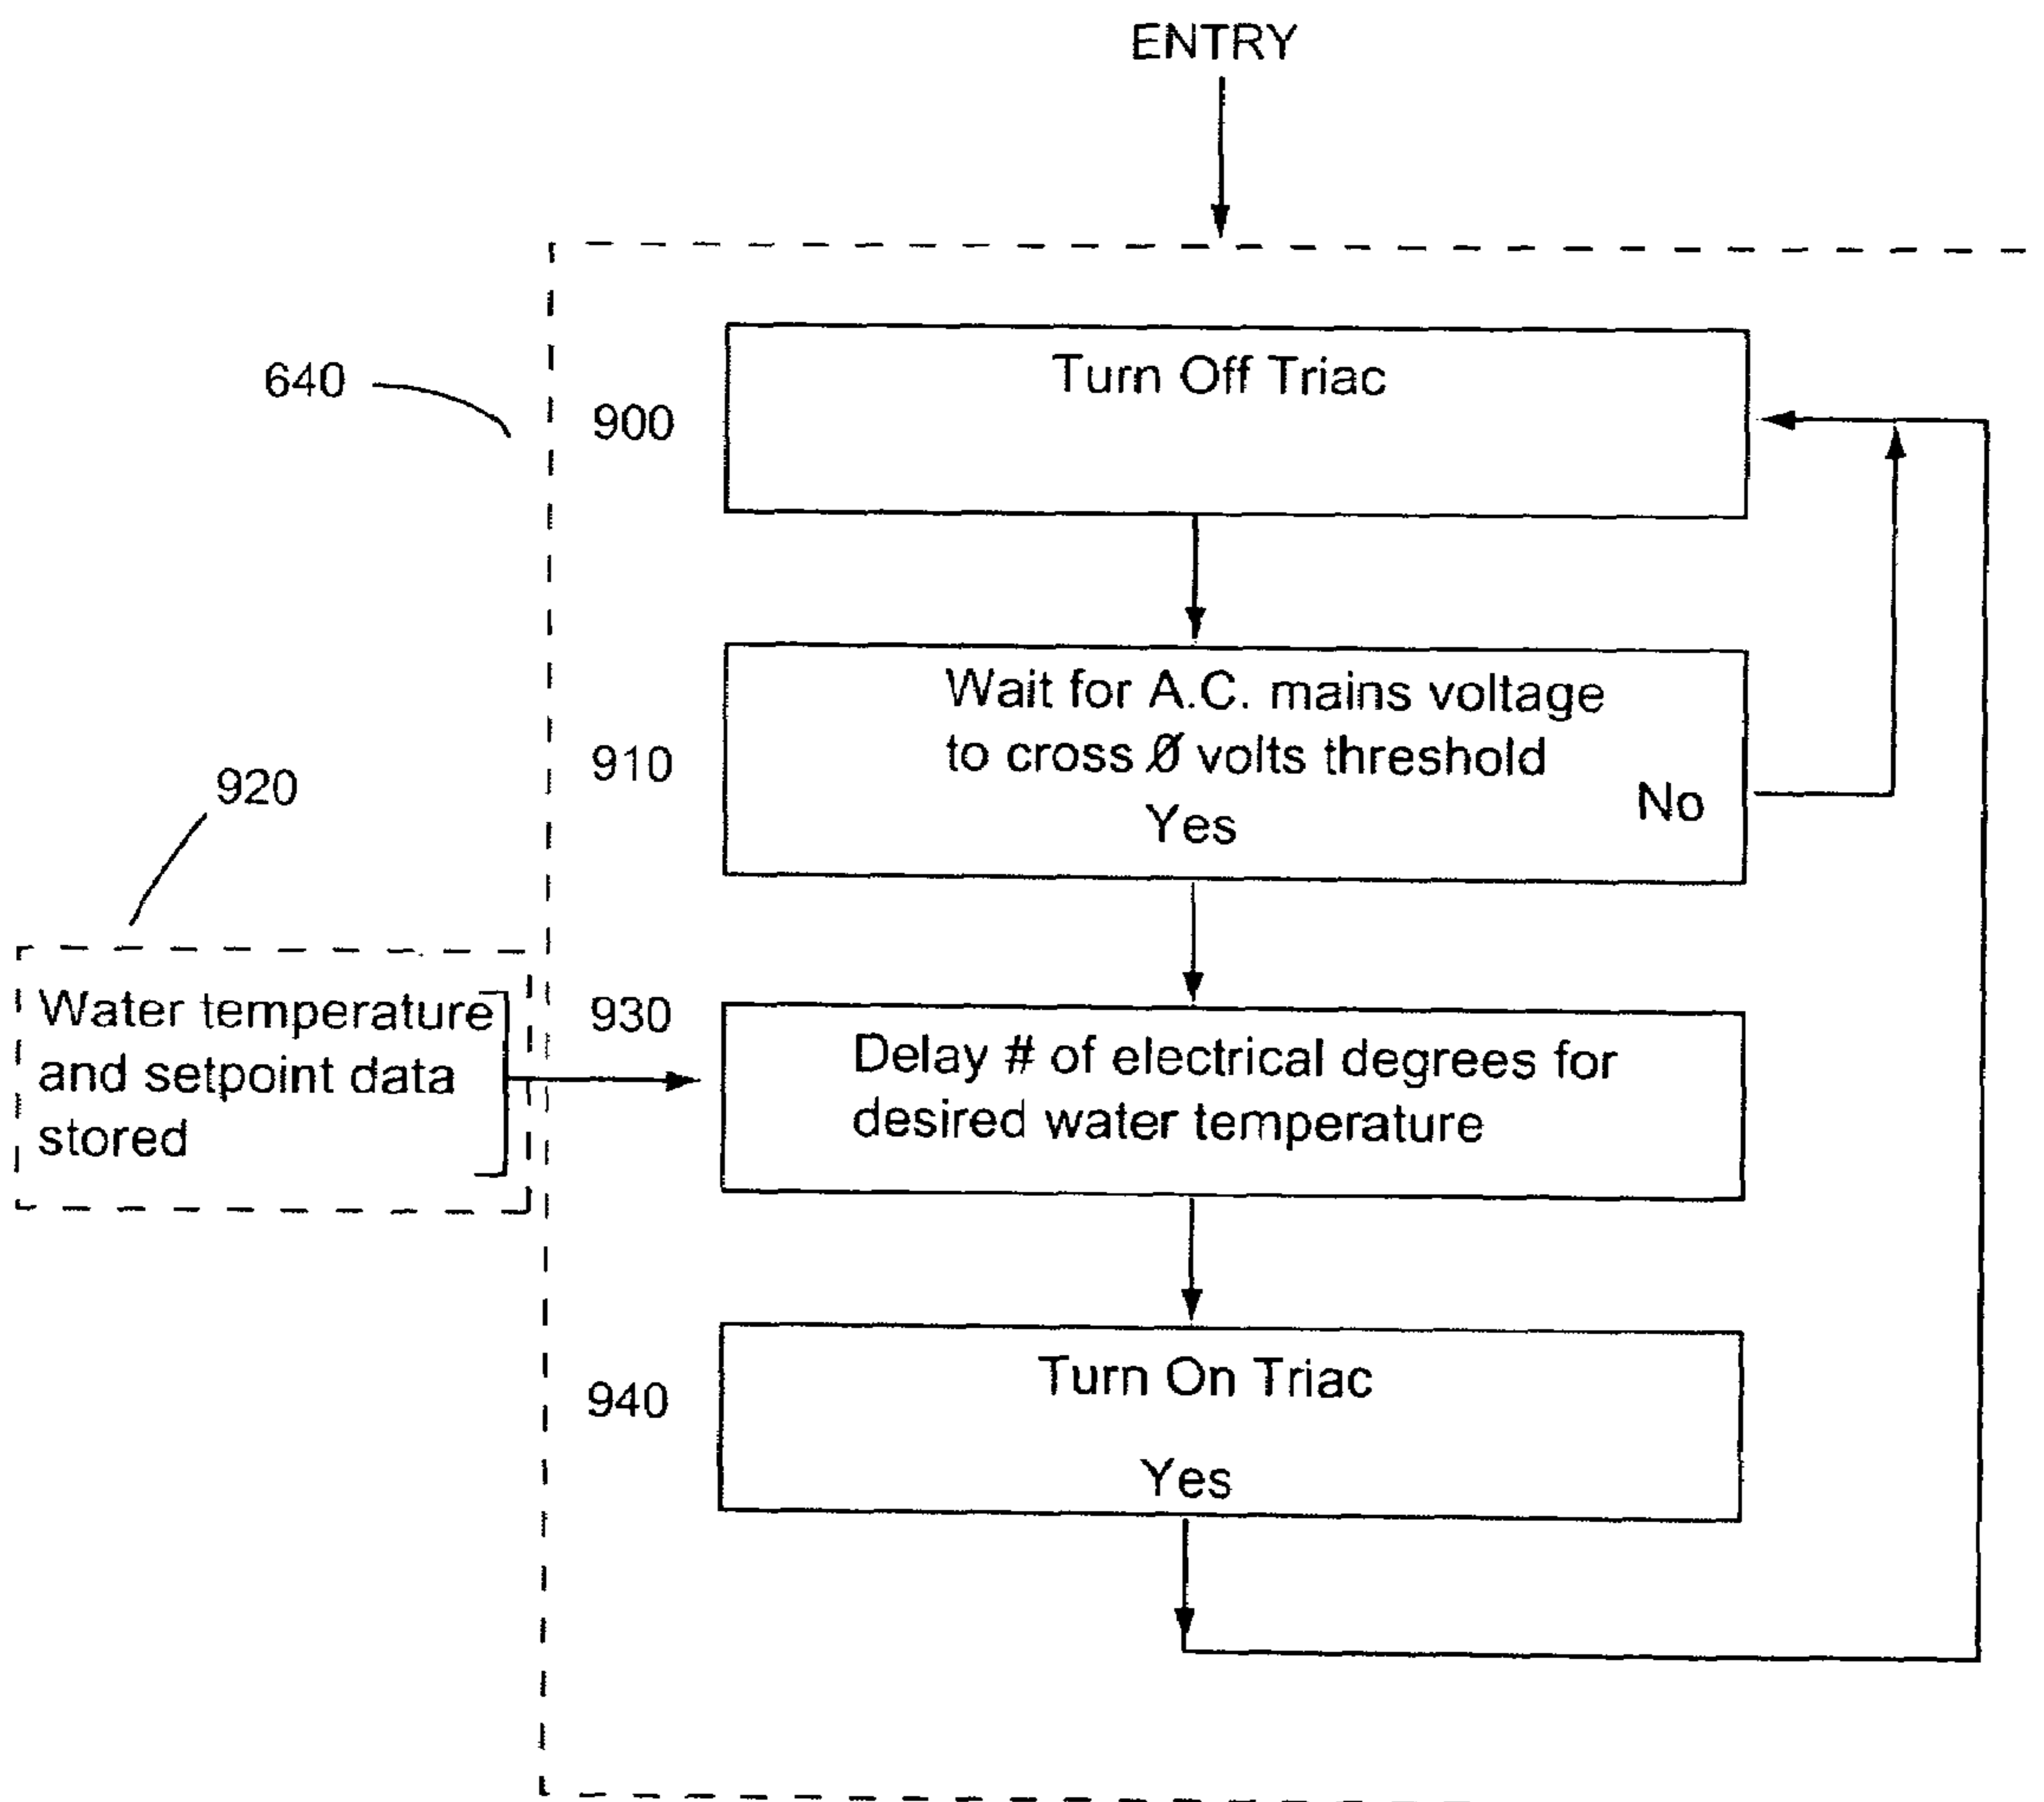 ENTRY
640
900
Turn Off Triac
910
Wait for A.C. mains voltage
to cross Ø volts threshold
Yes
No
920
Water temperature
and setpoint data
stored
930
Delay # of electrical degrees for
desired water temperature
940
Turn On Triac
Yes